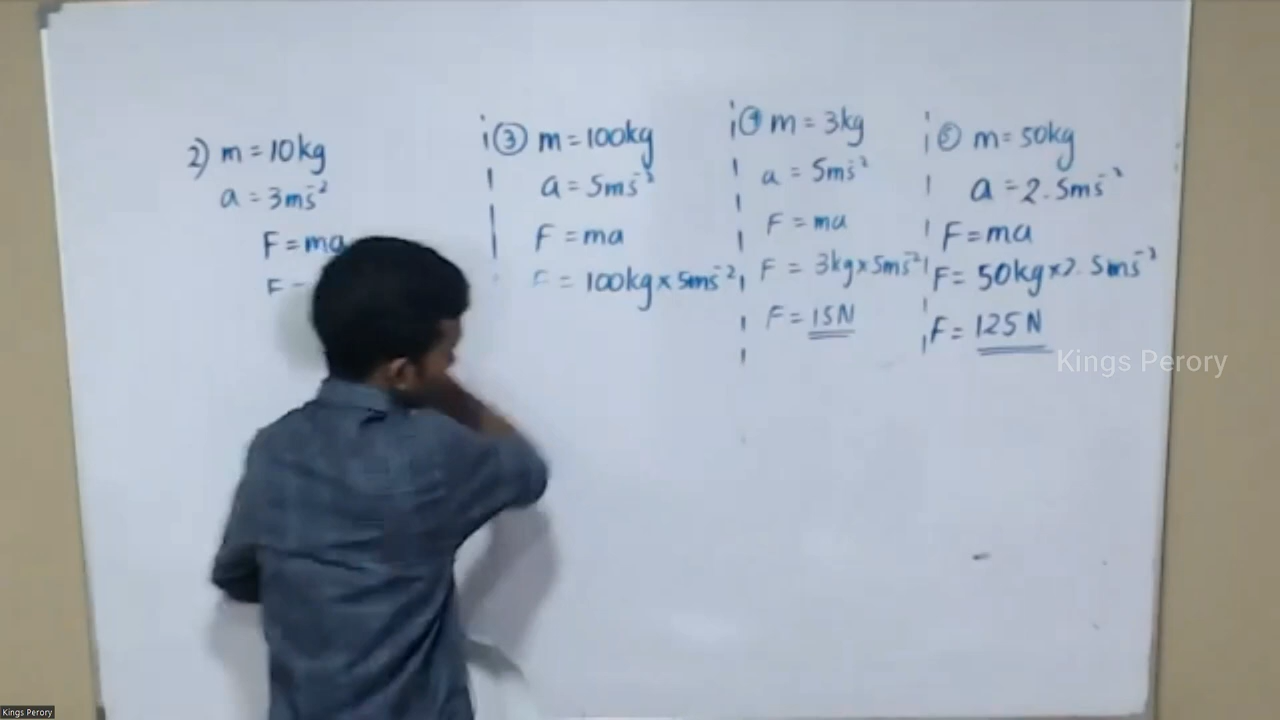 2) m = 10kg
a = 3ms⁻²
F = ma
F =
③ m = 100kg
a = 5ms⁻²
F = ma
F = 100kg × 5ms⁻²
④ m = 3kg
a = 5ms⁻²
F = ma
F = 3kg × 5ms⁻²
F = 15N
⑤ m = 50kg
a = 2.5ms⁻²
F = ma
F = 50kg × 2.5ms⁻²
F = 125N
Kings Perory
Kings Perory